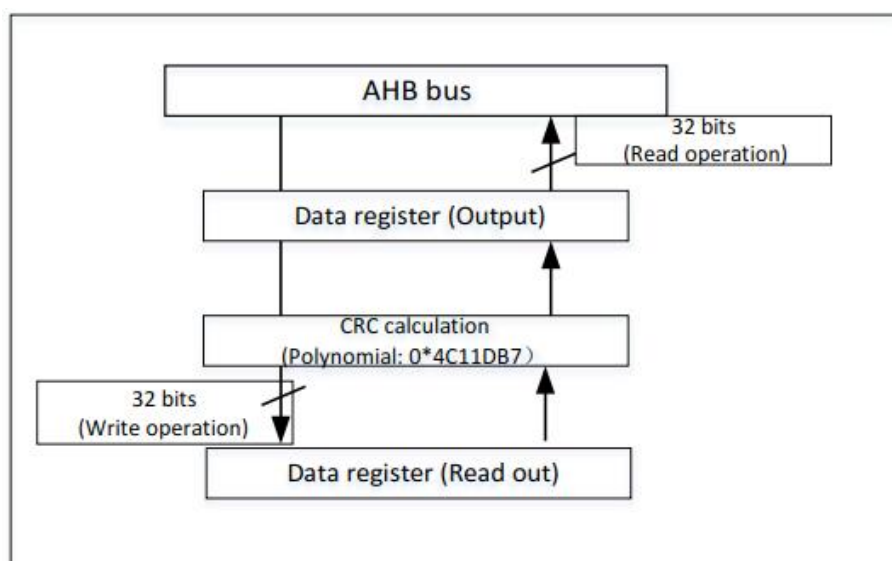 AHB bus
32 bits
(Read operation)
Data register (Output)
CRC calculation
(Polynomial: 0*4C11DB7）
32 bits
(Write operation)
Data register (Read out)